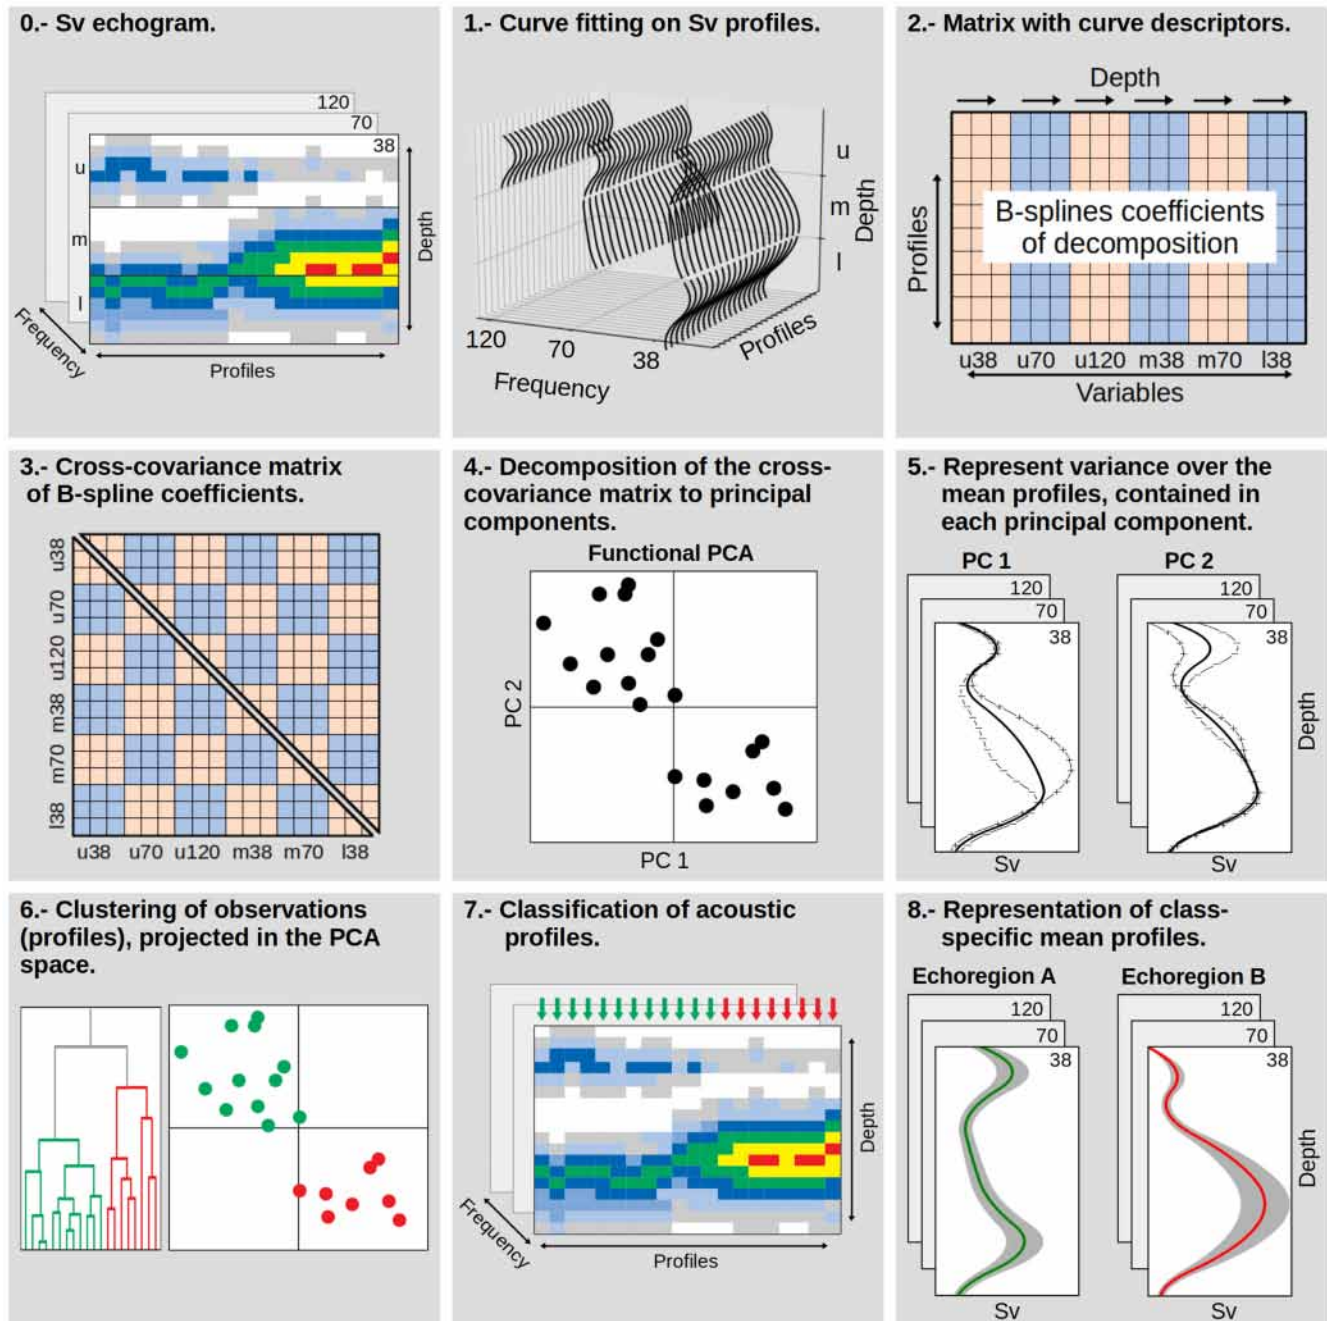 0.- Sv echogram.
120
70
38
u
m
l
Depth
Frequency
Profiles
1.- Curve fitting on Sv profiles.
u
m
l
Depth
120
70
38
Profiles
Frequency
2.- Matrix with curve descriptors.
Depth
Profiles
B-splines coefficients
of decomposition
u38 u70 u120 m38 m70 l38
Variables
3.- Cross-covariance matrix
of B-spline coefficients.
u38
u70
u120
m38
m70
l38
u38 u70 u120 m38 m70 l38
4.- Decomposition of the cross-
covariance matrix to principal
components.
Functional PCA
PC 2
PC 1
5.- Represent variance over the
mean profiles, contained in
each principal component.
PC 1
120
70
38
Sv
PC 2
120
70
38
Depth
Sv
6.- Clustering of observations
(profiles), projected in the PCA
space.
7.- Classification of acoustic
profiles.
Depth
Frequency
Profiles
8.- Representation of class-
specific mean profiles.
Echoregion A
120
70
38
Sv
Echoregion B
120
70
38
Depth
Sv